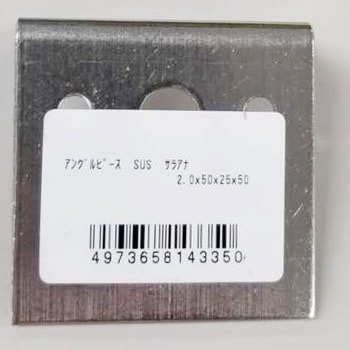 ｱﾝｸﾞﾙﾋﾟｰｽ SUS ｻﾗｱﾅ
2.0x50x25x50
4973658143350